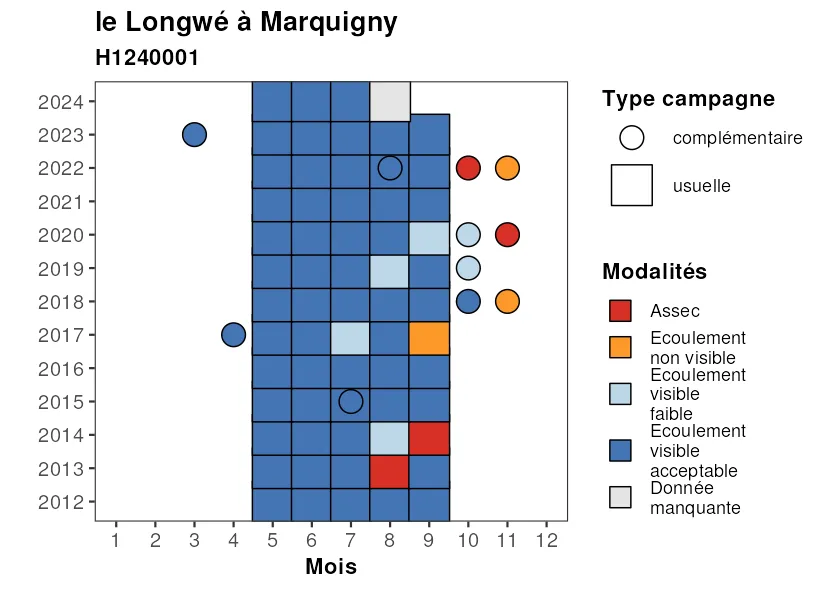 le Longwé à Marquigny
H1240001
2024
2023
2022
2021
2020
2019
2018
2017
2016
2015
2014
2013
2012
1 2 3 4 5 6 7 8 9 10 11 12
Mois
Type campagne
complémentaire
usuelle
Modalités
Assec
Ecoulement
non visible
Ecoulement
visible
faible
Ecoulement
visible
acceptable
Donnée
manquante